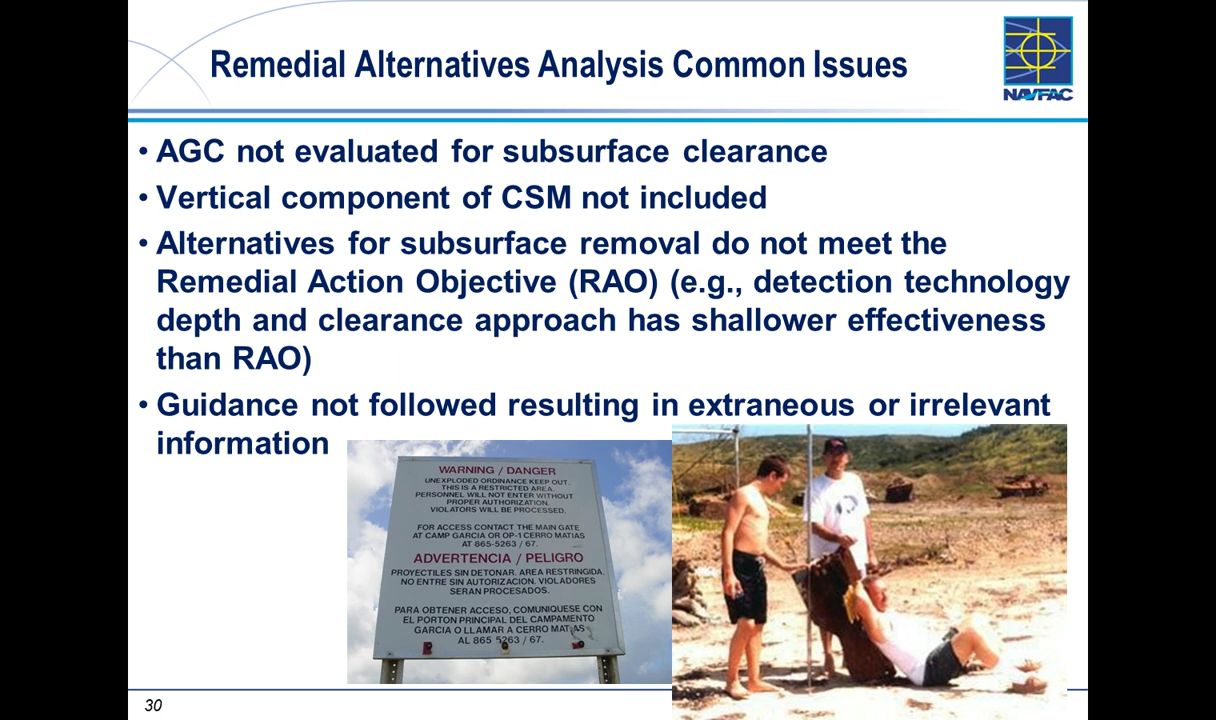 Remedial Alternatives Analysis Common Issues
NAVFAC
• AGC not evaluated for subsurface clearance
• Vertical component of CSM not included
• Alternatives for subsurface removal do not meet the
Remedial Action Objective (RAO) (e.g., detection technology
depth and clearance approach has shallower effectiveness
than RAO)
• Guidance not followed resulting in extraneous or irrelevant
information
WARNING / DANGER
UNEXPLODED ORDINANCE KEEP OUT.
THIS IS A RESTRICTED AREA.
PERSONNEL WILL NOT ENTER WITHOUT
PROPER AUTHORIZATION.
VIOLATORS WILL BE PROCESSED.
FOR ACCESS CONTACT THE MAIN GATE
AT CAMP GARCIA OR OP-1 CERRO MATIAS
AT 865-5263 / 67.
ADVERTENCIA / PELIGRO
PROYECTILES SIN DETONAR. AREA RESTRINGIDA.
NO ENTRE SIN AUTORIZACION. VIOLADORES
SERAN PROCESADOS.
PARA OBTENER ACCESO, COMUNIQUESE CON
EL PORTON PRINCIPAL DEL CAMPAMENTO
GARCIA O LLAMAR A CERRO MATIAS
AL 865 5263 / 67.
30